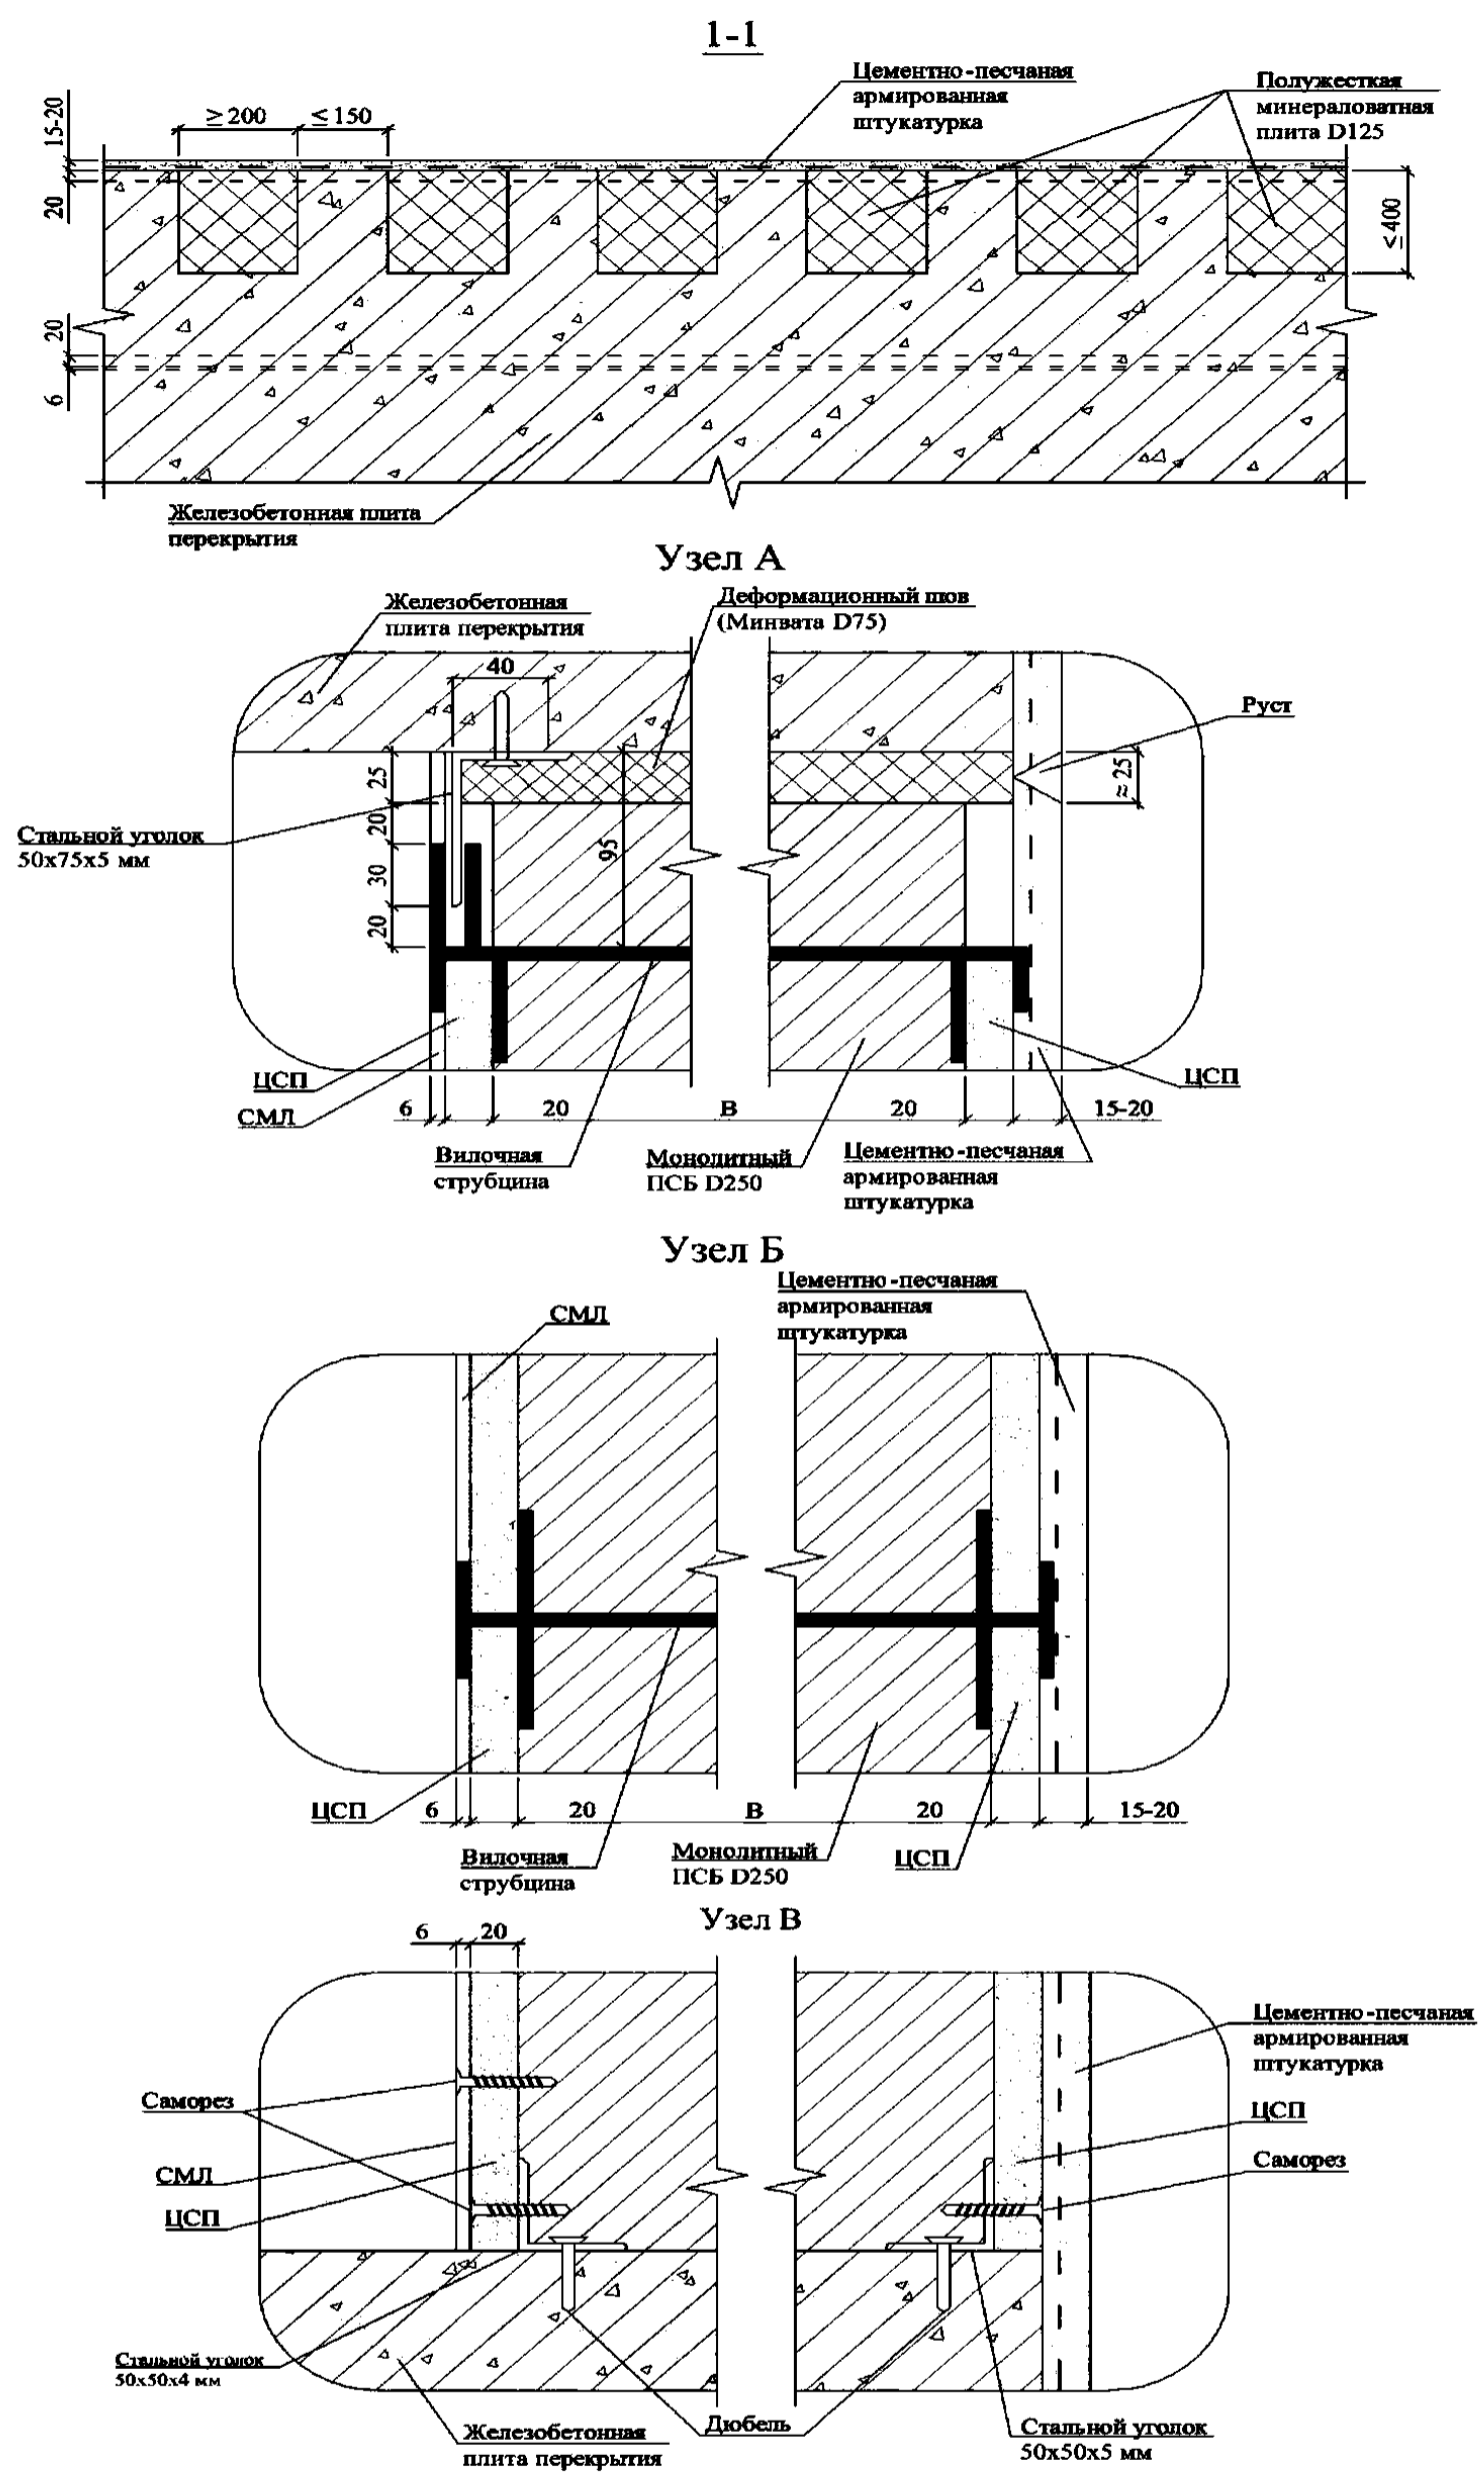 1-1
Цементно-песчаная
армированная
штукатурка
Полужесткая
минераловатная
плита D125
15-20
≥200
≤150
20
≤400
20
6
Железобетонная плита
перекрытия
Узел А
Железобетонная
плита перекрытия
Деформационный шов
(Минвата D75)
40
Руст
25
≈25
Стальной уголок
50х75х5 мм
20
95
30
20
ЦСП
СМЛ
ЦСП
6
20
В
20
15-20
Вилочная
струбцина
Монолитный
ПСБ D250
Цементно-песчаная
армированная
штукатурка
Узел Б
СМЛ
Цементно-песчаная
армированная
штукатурка
ЦСП
6
20
В
20
15-20
Вилочная
струбцина
Монолитный
ПСБ D250
ЦСП
Узел В
6
20
Цементно-песчаная
армированная
штукатурка
Саморез
СМЛ
ЦСП
ЦСП
Саморез
Стальной уголок
50х50х4 мм
Железобетонная
плита перекрытия
Дюбель
Стальной уголок
50х50х5 мм